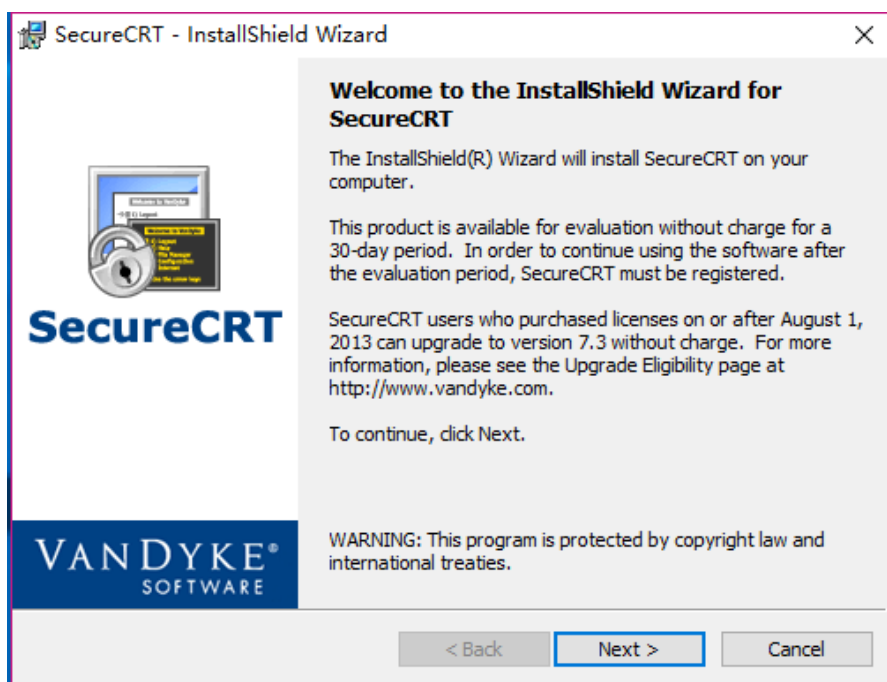 SecureCRT - InstallShield Wizard
Welcome to the InstallShield Wizard for
SecureCRT
The InstallShield(R) Wizard will install SecureCRT on your
computer.
This product is available for evaluation without charge for a
30-day period.  In order to continue using the software after
the evaluation period, SecureCRT must be registered.
SecureCRT users who purchased licenses on or after August 1,
2013 can upgrade to version 7.3 without charge.  For more
information, please see the Upgrade Eligibility page at
http://www.vandyke.com.
To continue, click Next.
WARNING: This program is protected by copyright law and
international treaties.
SecureCRT
VANDYKE®
SOFTWARE
< Back
Next >
Cancel